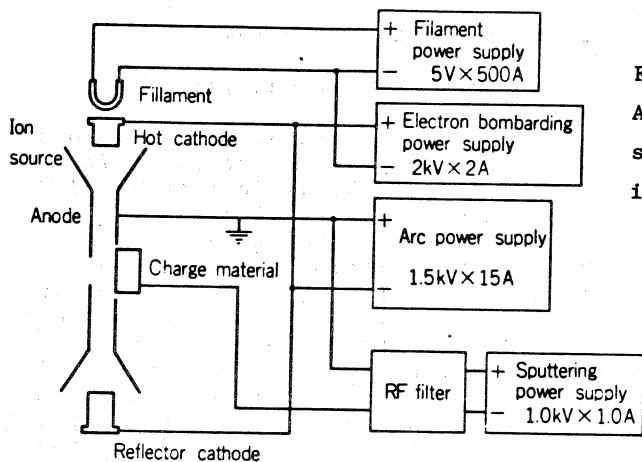 + Filament
power supply
− 5V×500A
Fillament
Ion
source
Hot cathode
+ Electron bombarding
power supply
− 2kV×2A
Anode
+
Arc power supply
1.5kV×15A
−
Charge material
RF filter
+ Sputtering
power supply
− 1.0kV×1.0A
Reflector cathode